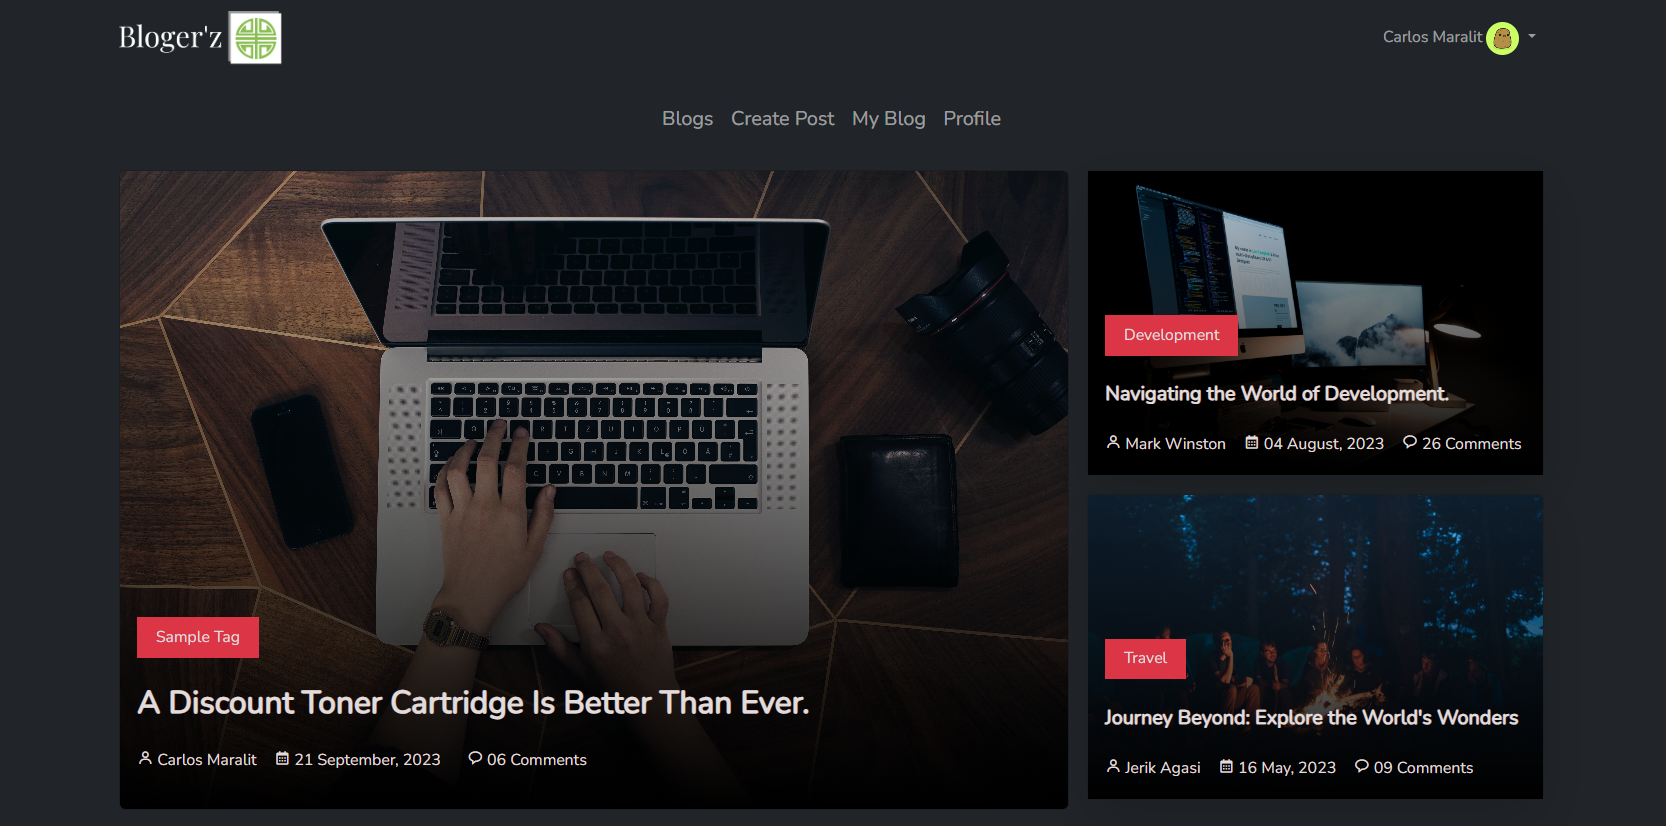 Bloger'z
Carlos Maralit
Blogs Create Post My Blog Profile
Sample Tag
A Discount Toner Cartridge Is Better Than Ever.
Carlos Maralit 21 September, 2023 06 Comments
Development
Navigating the World of Development.
Mark Winston 04 August, 2023 26 Comments
Travel
Journey Beyond: Explore the World's Wonders
Jerik Agasi 16 May, 2023 09 Comments